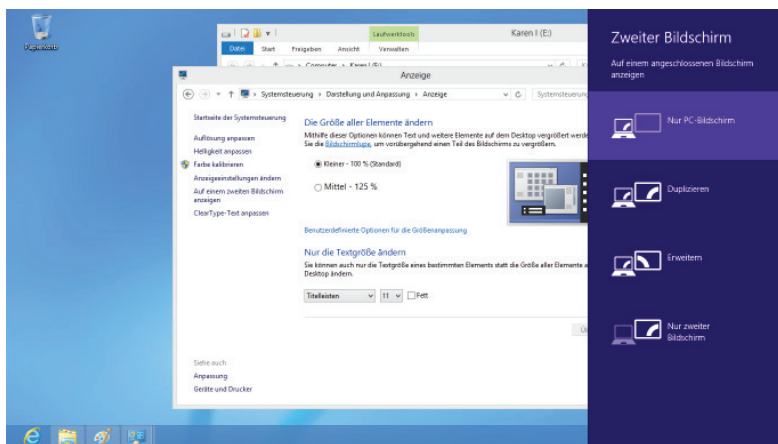 Papierkorb
Laufwerktools
Karen I (E:)
Datei Start Freigeben Ansicht Verwalten
Computer Karen I (E:)
Anzeige
Systemsteuerung Darstellung und Anpassung Anzeige
Systemsteuerung
Startseite der Systemsteuerung
Auflösung anpassen
Helligkeit anpassen
Farbe kalibrieren
Anzeigeeinstellungen ändern
Auf einem zweiten Bildschirm
anzeigen
ClearType-Text anpassen
Die Größe aller Elemente ändern
Mithilfe dieser Optionen können Text und weitere Elemente auf dem Desktop vergrößert werde
Sie die Bildschirmlupe, um vorübergehend einen Teil des Bildschirms zu vergrößern.
Kleiner - 100 % (Standard)
Mittel - 125 %
Benutzerdefinierte Optionen für die Größenanpassung
Nur die Textgröße ändern
Sie können auch nur die Textgröße eines bestimmten Elements statt die Größe aller Elemente a
Desktop ändern.
Titelleisten 11 Fett
Siehe auch
Anpassung
Geräte und Drucker
Zweiter Bildschirm
Auf einem angeschlossenen Bildschirm
anzeigen
Nur PC-Bildschirm
Duplizieren
Erweitern
Nur zweiter
Bildschirm